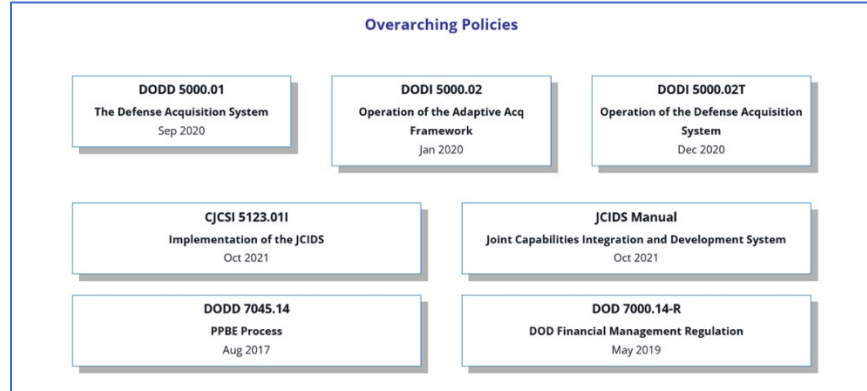 Overarching Policies
DODD 5000.01
The Defense Acquisition System
Sep 2020
DODI 5000.02
Operation of the Adaptive Acq
Framework
Jan 2020
DODI 5000.02T
Operation of the Defense Acquisition
System
Dec 2020
CJCSI 5123.01I
Implementation of the JCIDS
Oct 2021
JCIDS Manual
Joint Capabilities Integration and Development System
Oct 2021
DODD 7045.14
PPBE Process
Aug 2017
DOD 7000.14-R
DOD Financial Management Regulation
May 2019